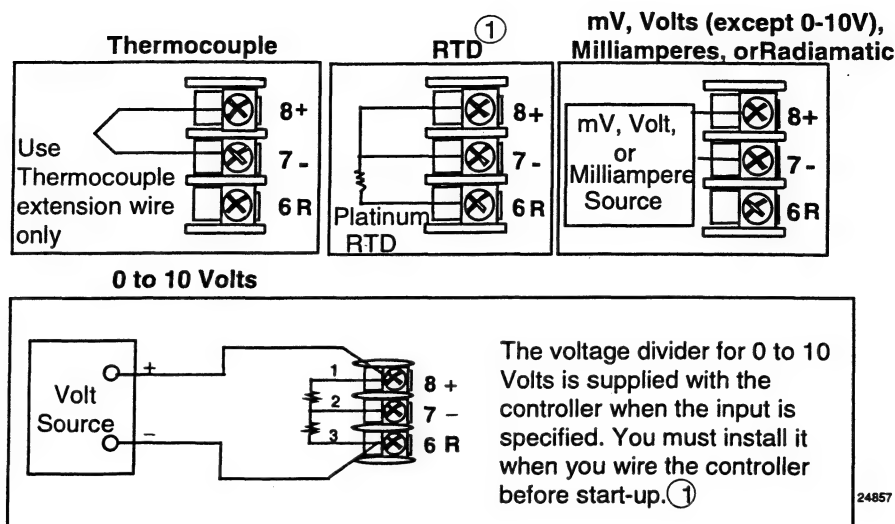 Thermocouple
8+
7 -
6 R
Use
Thermocouple
extension wire
only
RTD①
8+
7 -
6 R
Platinum
RTD
mV, Volts (except 0-10V),
Milliamperes, orRadiamatic
mV, Volt,
or
Milliampere
Source
8+
7 -
6 R
0 to 10 Volts
Volt
Source
+
−
1
2
3
8 +
7 −
6 R
The voltage divider for 0 to 10
Volts is supplied with the
controller when the input is
specified. You must install it
when you wire the controller
before start-up.①
24857